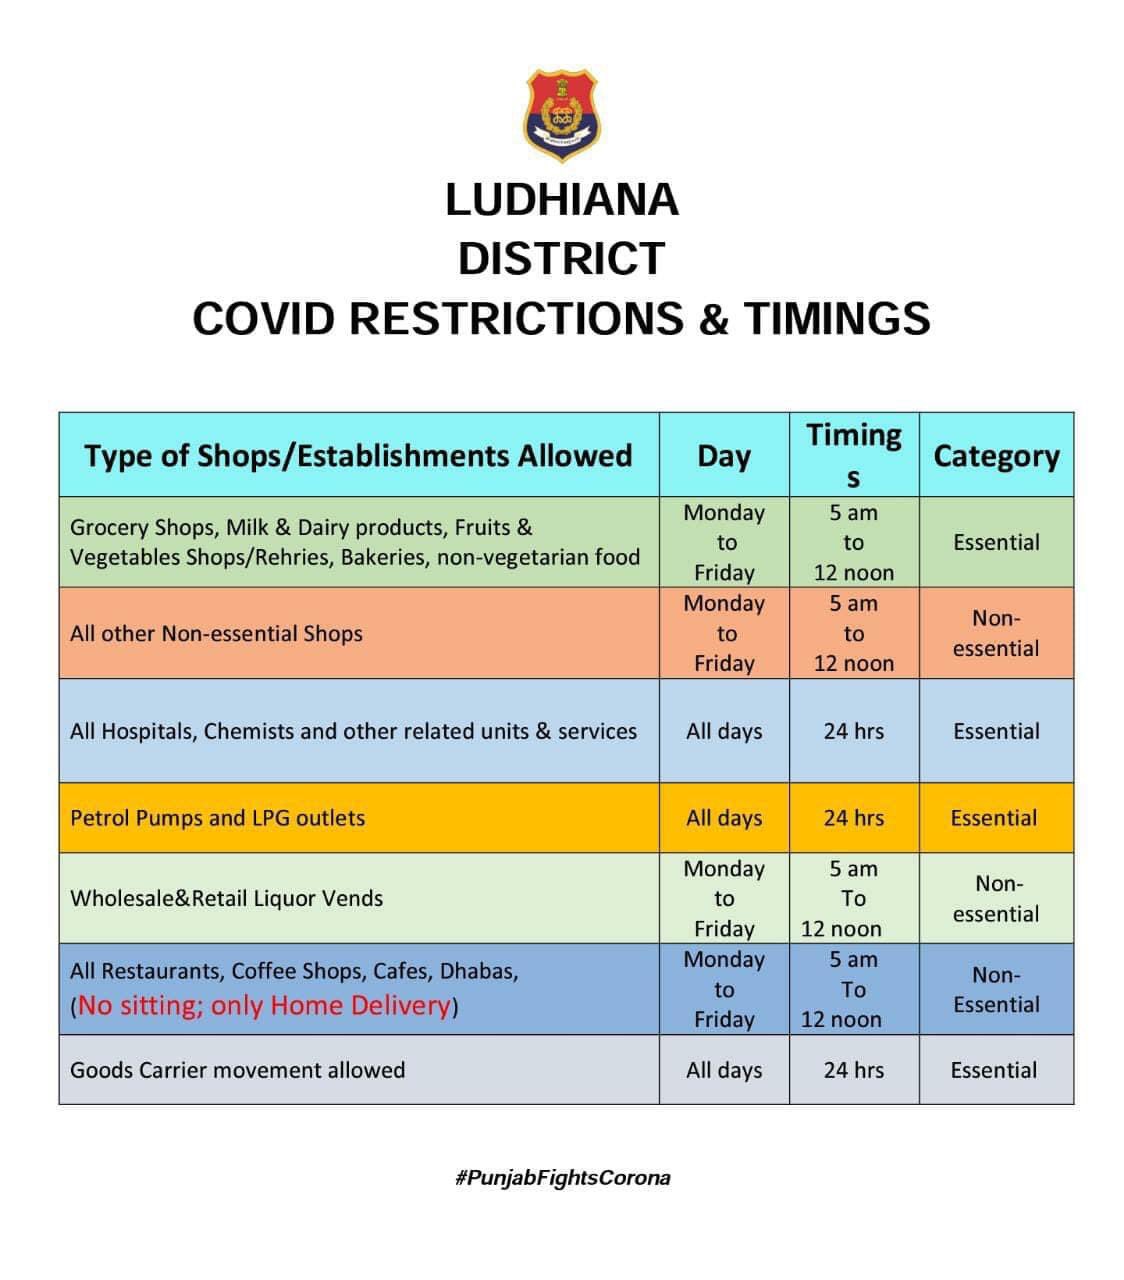 LUDHIANA
DISTRICT
COVID RESTRICTIONS & TIMINGS
Type of Shops/Establishments Allowed
Day
Timing
s
Category
Grocery Shops, Milk & Dairy products, Fruits &
Vegetables Shops/Rehries, Bakeries, non-vegetarian food
Monday
to
Friday
5 am
to
12 noon
Essential
All other Non-essential Shops
Monday
to
Friday
5 am
to
12 noon
Non-
essential
All Hospitals, Chemists and other related units & services
All days
24 hrs
Essential
Petrol Pumps and LPG outlets
All days
24 hrs
Essential
Wholesale&Retail Liquor Vends
Monday
to
Friday
5 am
To
12 noon
Non-
essential
All Restaurants, Coffee Shops, Cafes, Dhabas,
(No sitting; only Home Delivery)
Monday
to
Friday
5 am
To
12 noon
Non-
Essential
Goods Carrier movement allowed
All days
24 hrs
Essential
#PunjabFightsCorona